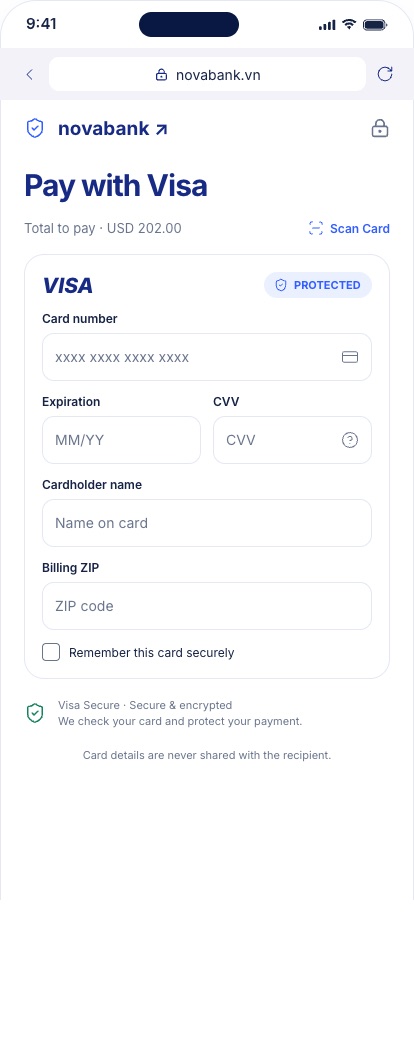 9:41
novabank.vn
novabank
Pay with Visa
Total to pay · USD 202.00
Scan Card
VISA
PROTECTED
Card number
xxxx xxxx xxxx xxxx
Expiration
CVV
MM/YY
CVV
Cardholder name
Name on card
Billing ZIP
ZIP code
Remember this card securely
Visa Secure · Secure & encrypted
We check your card and protect your payment.
Card details are never shared with the recipient.